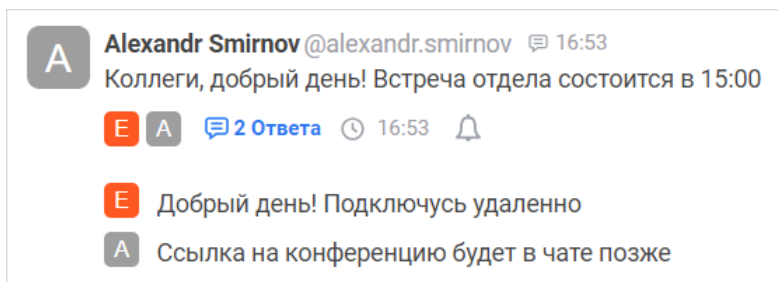 A
Alexandr Smirnov @alexandr.smirnov 16:53
Коллеги, добрый день! Встреча отдела состоится в 15:00
E A 2 Ответа 16:53
E Добрый день! Подключусь удаленно
A Ссылка на конференцию будет в чате позже